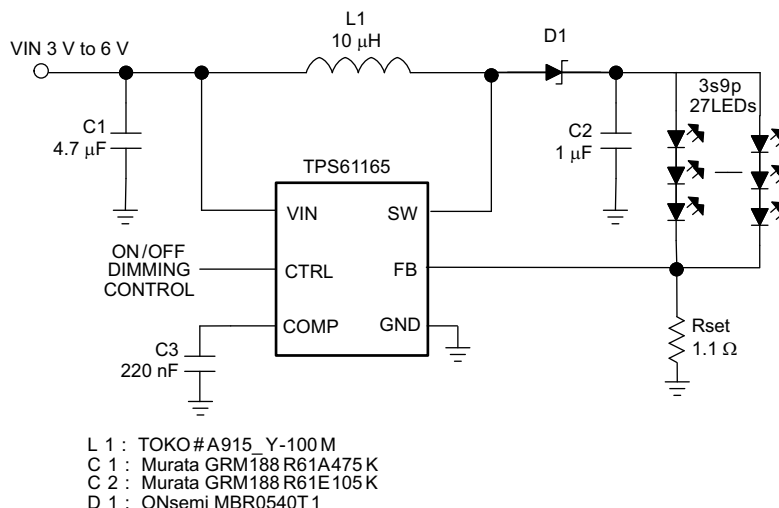 L1
10 μH
D1
VIN 3 V to 6 V
3s9p
27LEDs
C1
4.7 μF
C2
1 μF
TPS61165
VIN
SW
ON/OFF
DIMMING
CONTROL
CTRL
FB
COMP
GND
C3
220 nF
Rset
1.1 Ω
L 1 : TOKO #A915_Y-100 M
C 1 : Murata GRM188 R61A475 K
C 2 : Murata GRM188 R61E105 K
D 1 : ONsemi MBR0540T1